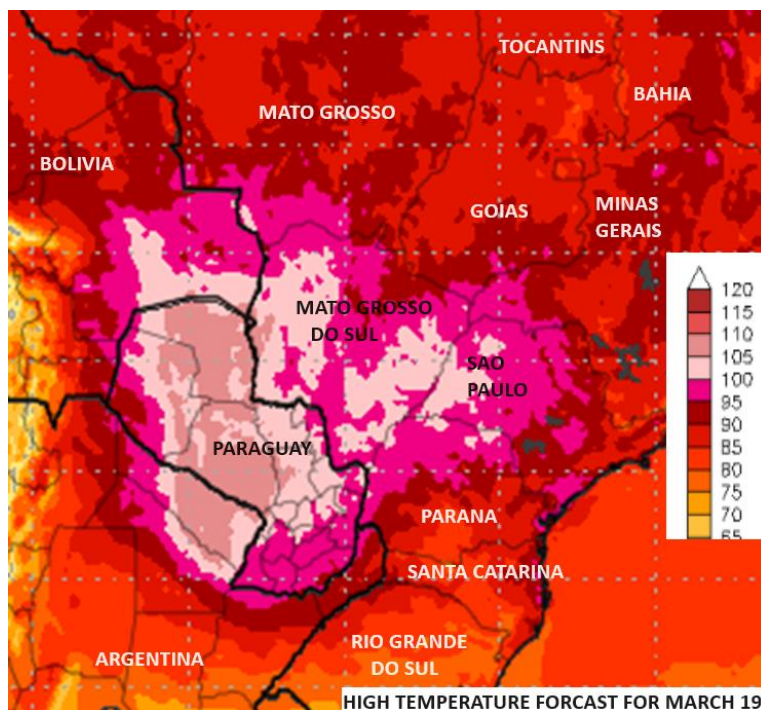 TOCANTINS
BAHIA
MATO GROSSO
BOLIVIA
GOIAS
MINAS
GERAIS
MATO GROSSO
DO SUL
SAO
PAULO
PARAGUAY
PARANA
SANTA CATARINA
RIO GRANDE
DO SUL
ARGENTINA
120
115
110
105
100
95
90
85
80
75
70
65
HIGH TEMPERATURE FORCAST FOR MARCH 19